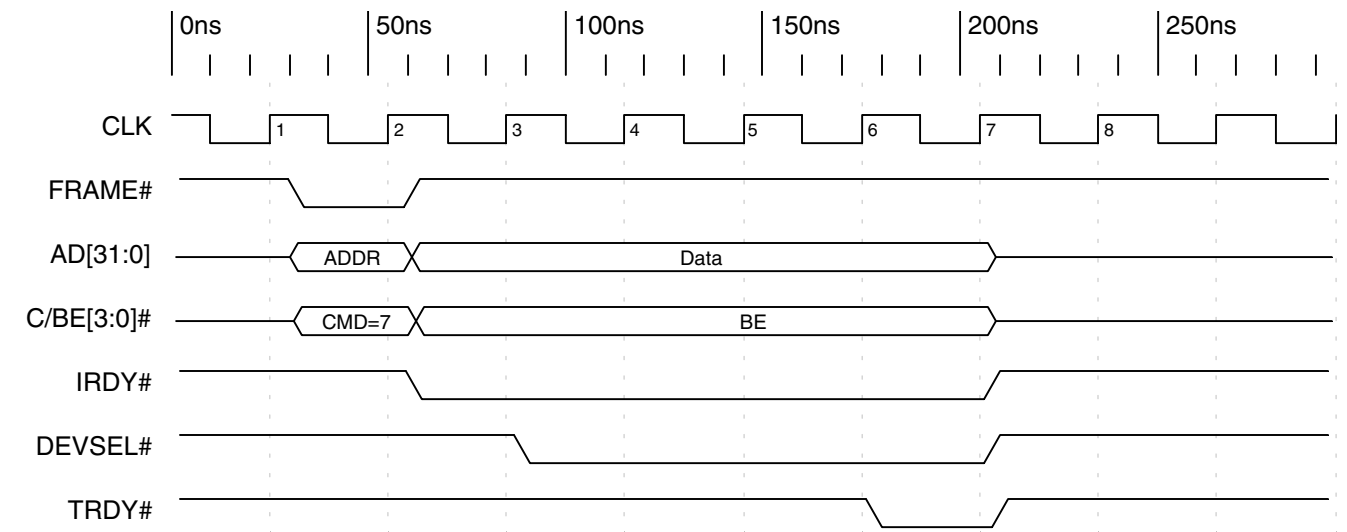 0ns 50ns 100ns 150ns 200ns 250ns
CLK 1 2 3 4 5 6 7 8
FRAME#
AD[31:0] ADDR Data
C/BE[3:0]# CMD=7 BE
IRDY#
DEVSEL#
TRDY#